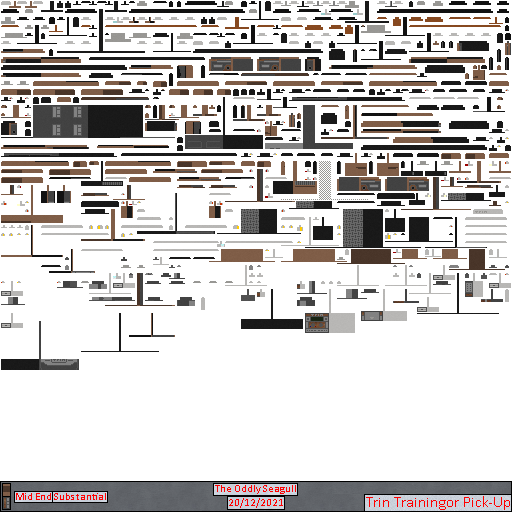 The Oddly Seagull
Mid End Substantial
20/12/2021
Trin Trainingor Pick-Up